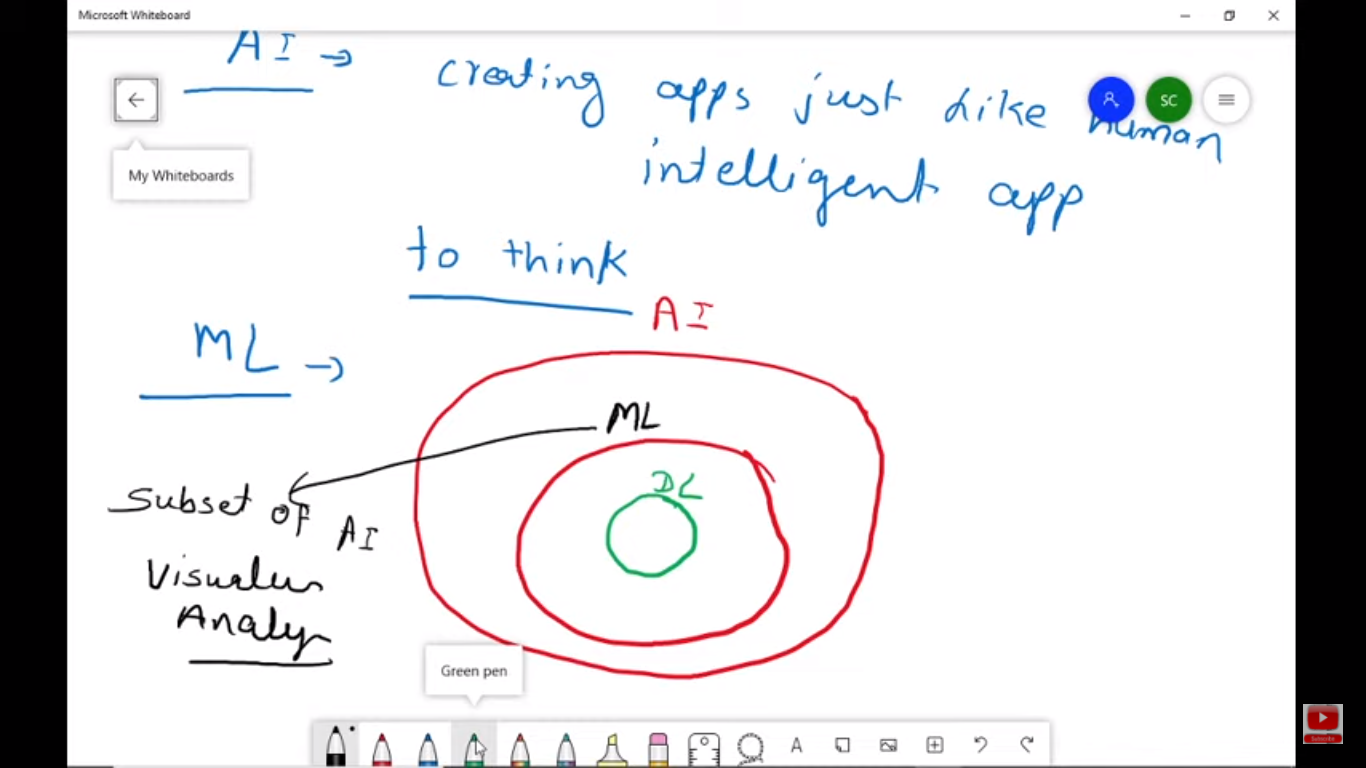 Microsoft Whiteboard
AI →
creating apps just like human
SC
intelligent app
My Whiteboards
to think
AI
ML →
ML
DL
Subset of AI
Analy
Green pen
A
Subscribe